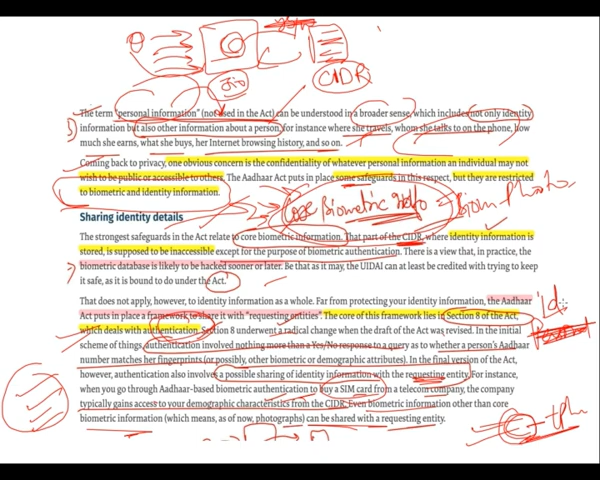 Jio
CIDR
The term "personal information" (not used in the Act) can be understood in a broader sense, which includes not only identity
information but also other information about a person, for instance where she travels, whom she talks to on the phone, how
much she earns, what she buys, her Internet browsing history, and so on.
Coming back to privacy, one obvious concern is the confidentiality of whatever personal information an individual may not
wish to be public or accessible to others. The Aadhaar Act puts in place some safeguards in this respect, but they are restricted
to biometric and identity information.
Core Biometric Info
Sharing identity details
The strongest safeguards in the Act relate to core biometric information. That part of the CIDR, where identity information is
stored, is supposed to be inaccessible except for the purpose of biometric authentication. There is a view that, in practice, the
biometric database is likely to be hacked sooner or later. Be that as it may, the UIDAI can at least be credited with trying to keep
it safe, as it is bound to do under the Act.
That does not apply, however, to identity information as a whole. Far from protecting your identity information, the Aadhaar
Act puts in place a framework to share it with "requesting entities". The core of this framework lies in Section 8 of the Act,
which deals with authentication. Section 8 underwent a radical change when the draft of the Act was revised. In the initial
scheme of things, authentication involved nothing more than a Yes/No response to a query as to whether a person's Aadhaar
number matches her fingerprints (or possibly, other biometric or demographic attributes). In the final version of the Act,
however, authentication also involves a possible sharing of identity information with the requesting entity. For instance,
when you go through Aadhaar-based biometric authentication to buy a SIM card from a telecom company, the company
typically gains access to your demographic characteristics from the CIDR. Even biometric information other than core
biometric information (which means, as of now, photographs) can be shared with a requesting entity.